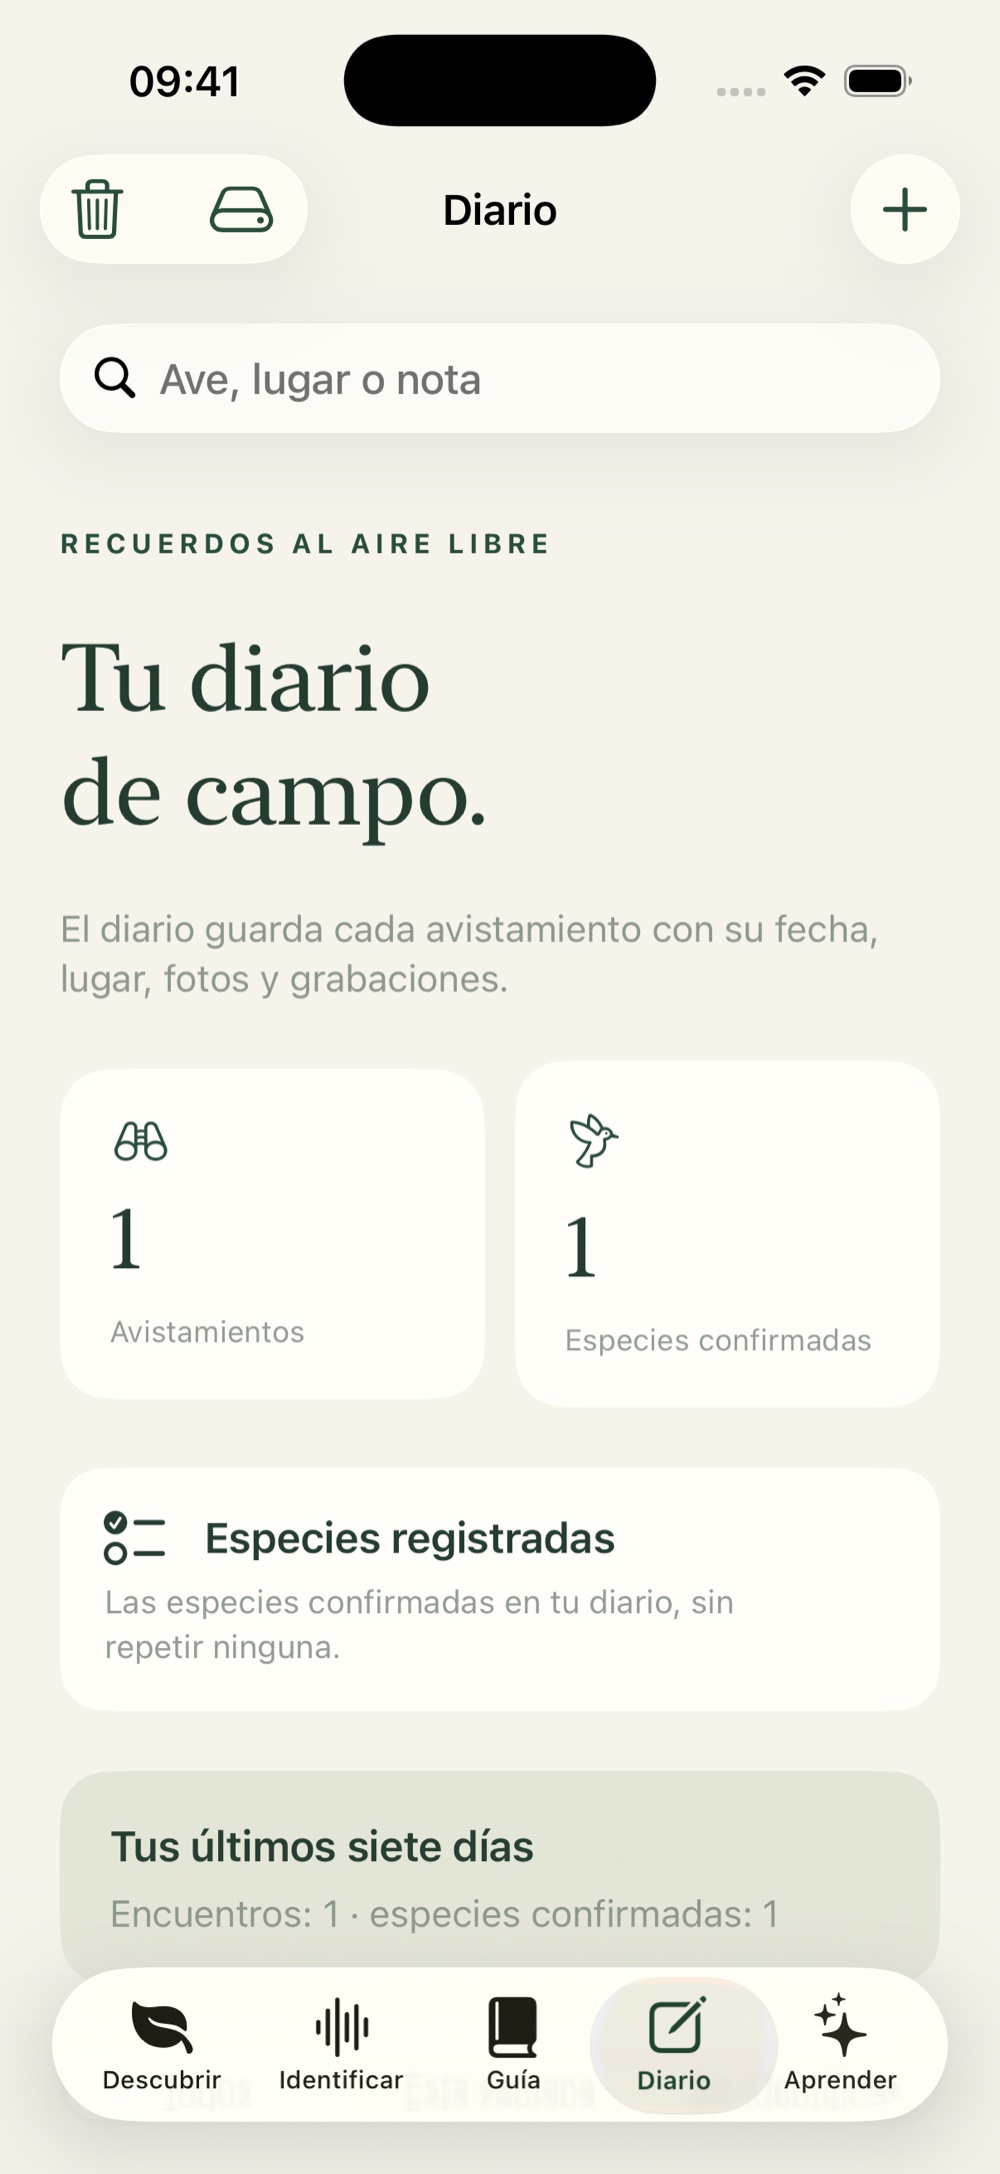 09:41
Diario
Ave, lugar o nota
RECUERDOS AL AIRE LIBRE
Tu diario
de campo.
El diario guarda cada avistamiento con su fecha,
lugar, fotos y grabaciones.
1
Avistamientos
1
Especies confirmadas
Especies registradas
Las especies confirmadas en tu diario, sin
repetir ninguna.
Tus últimos siete días
Encuentros: 1 · especies confirmadas: 1
Descubrir
Identificar
Guía
Diario
Aprender